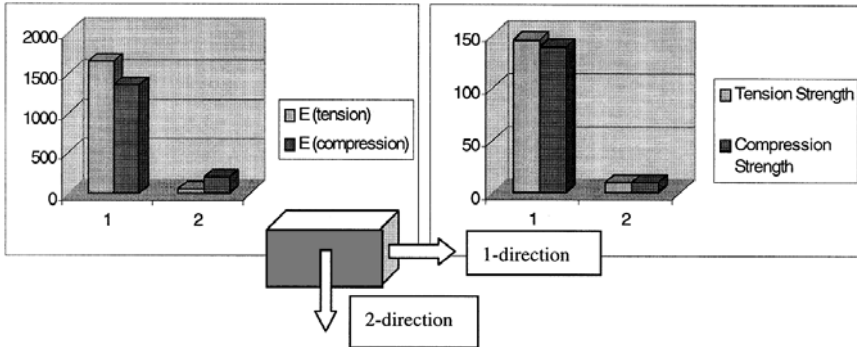 2000
1500
1000
500
0
1 2
E (tension)
E (compression)
150
100
50
0
1 2
Tension Strength
Compression
Strength
1-direction
2-direction